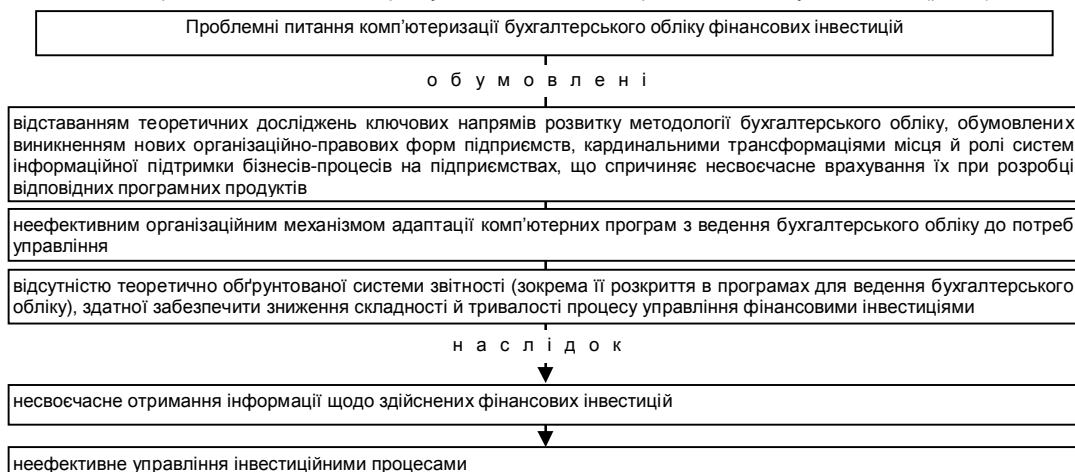 Проблемні питання комп'ютеризації бухгалтерського обліку фінансових інвестицій
о б у м о в л е н і
відставанням теоретичних досліджень ключових напрямів розвитку методології бухгалтерського обліку, обумовлених
виникненням нових організаційно-правових форм підприємств, кардинальними трансформаціями місця й ролі систем
інформаційної підтримки бізнесів-процесів на підприємствах, що спричиняє несвоєчасне врахування їх при розробці
відповідних програмних продуктів
неефективним організаційним механізмом адаптації комп'ютерних програм з ведення бухгалтерського обліку до потреб
управління
відсутністю теоретично обґрунтованої системи звітності (зокрема її розкриття в програмах для ведення бухгалтерського
обліку), здатної забезпечити зниження складності й тривалості процесу управління фінансовими інвестиціями
н а с л і д о к
несвоєчасне отримання інформації щодо здійснених фінансових інвестицій
неефективне управління інвестиційними процесами